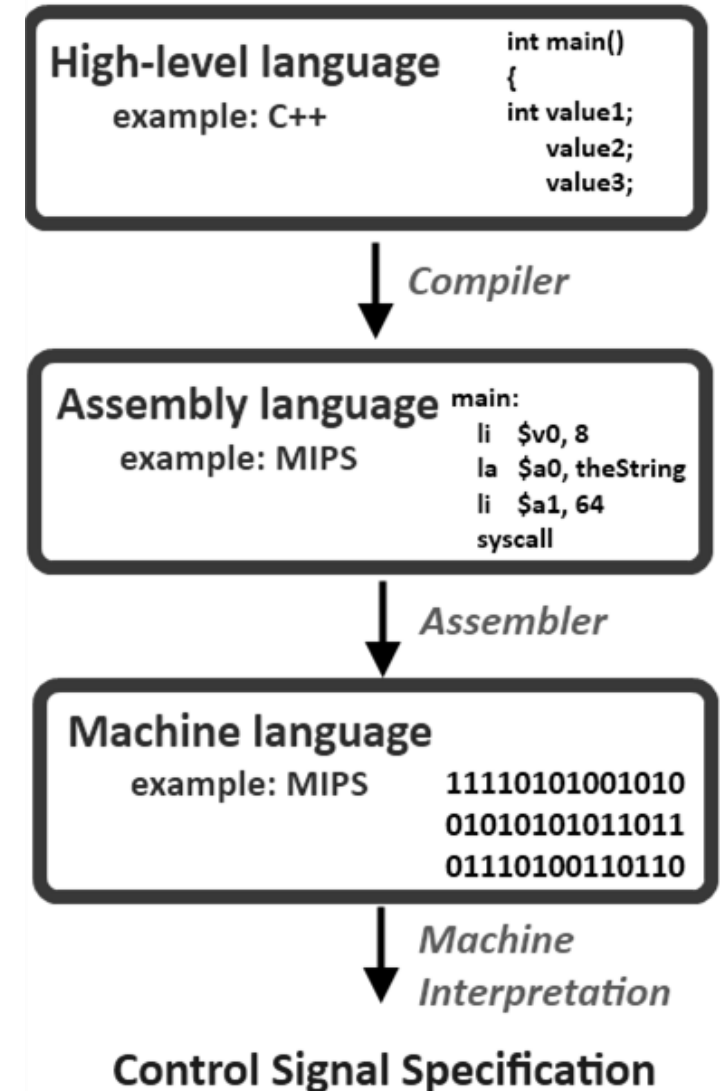 High-level language
example: C++
int main()
{
int value1;
value2;
value3;
Compiler
Assembly language
example: MIPS
main:
li $v0, 8
la $a0, theString
li $a1, 64
syscall
Assembler
Machine language
example: MIPS
11110101001010
01010101011011
01110100110110
Machine
Interpretation
Control Signal Specification